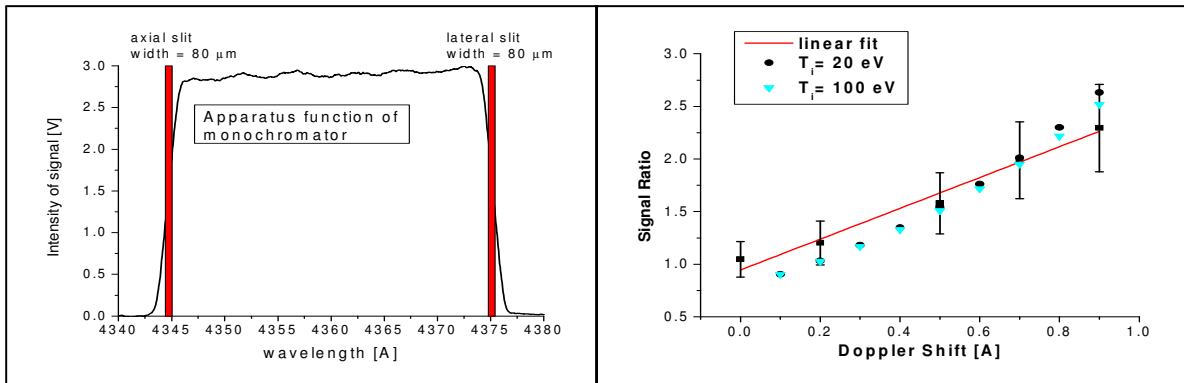 axial slit
width = 80 μm
lateral slit
width = 80 μm
3.0
2.5
2.0
1.5
1.0
0.5
0.0
Intensity of signal [V]
Apparatus function of
monochromator
4340 4345 4350 4355 4360 4365 4370 4375 4380
wavelength [A]
linear fit
Ti= 20 eV
Ti= 100 eV
3.0
2.5
2.0
1.5
1.0
0.5
Signal Ratio
0.0 0.2 0.4 0.6 0.8 1.0
Doppler Shift [A]